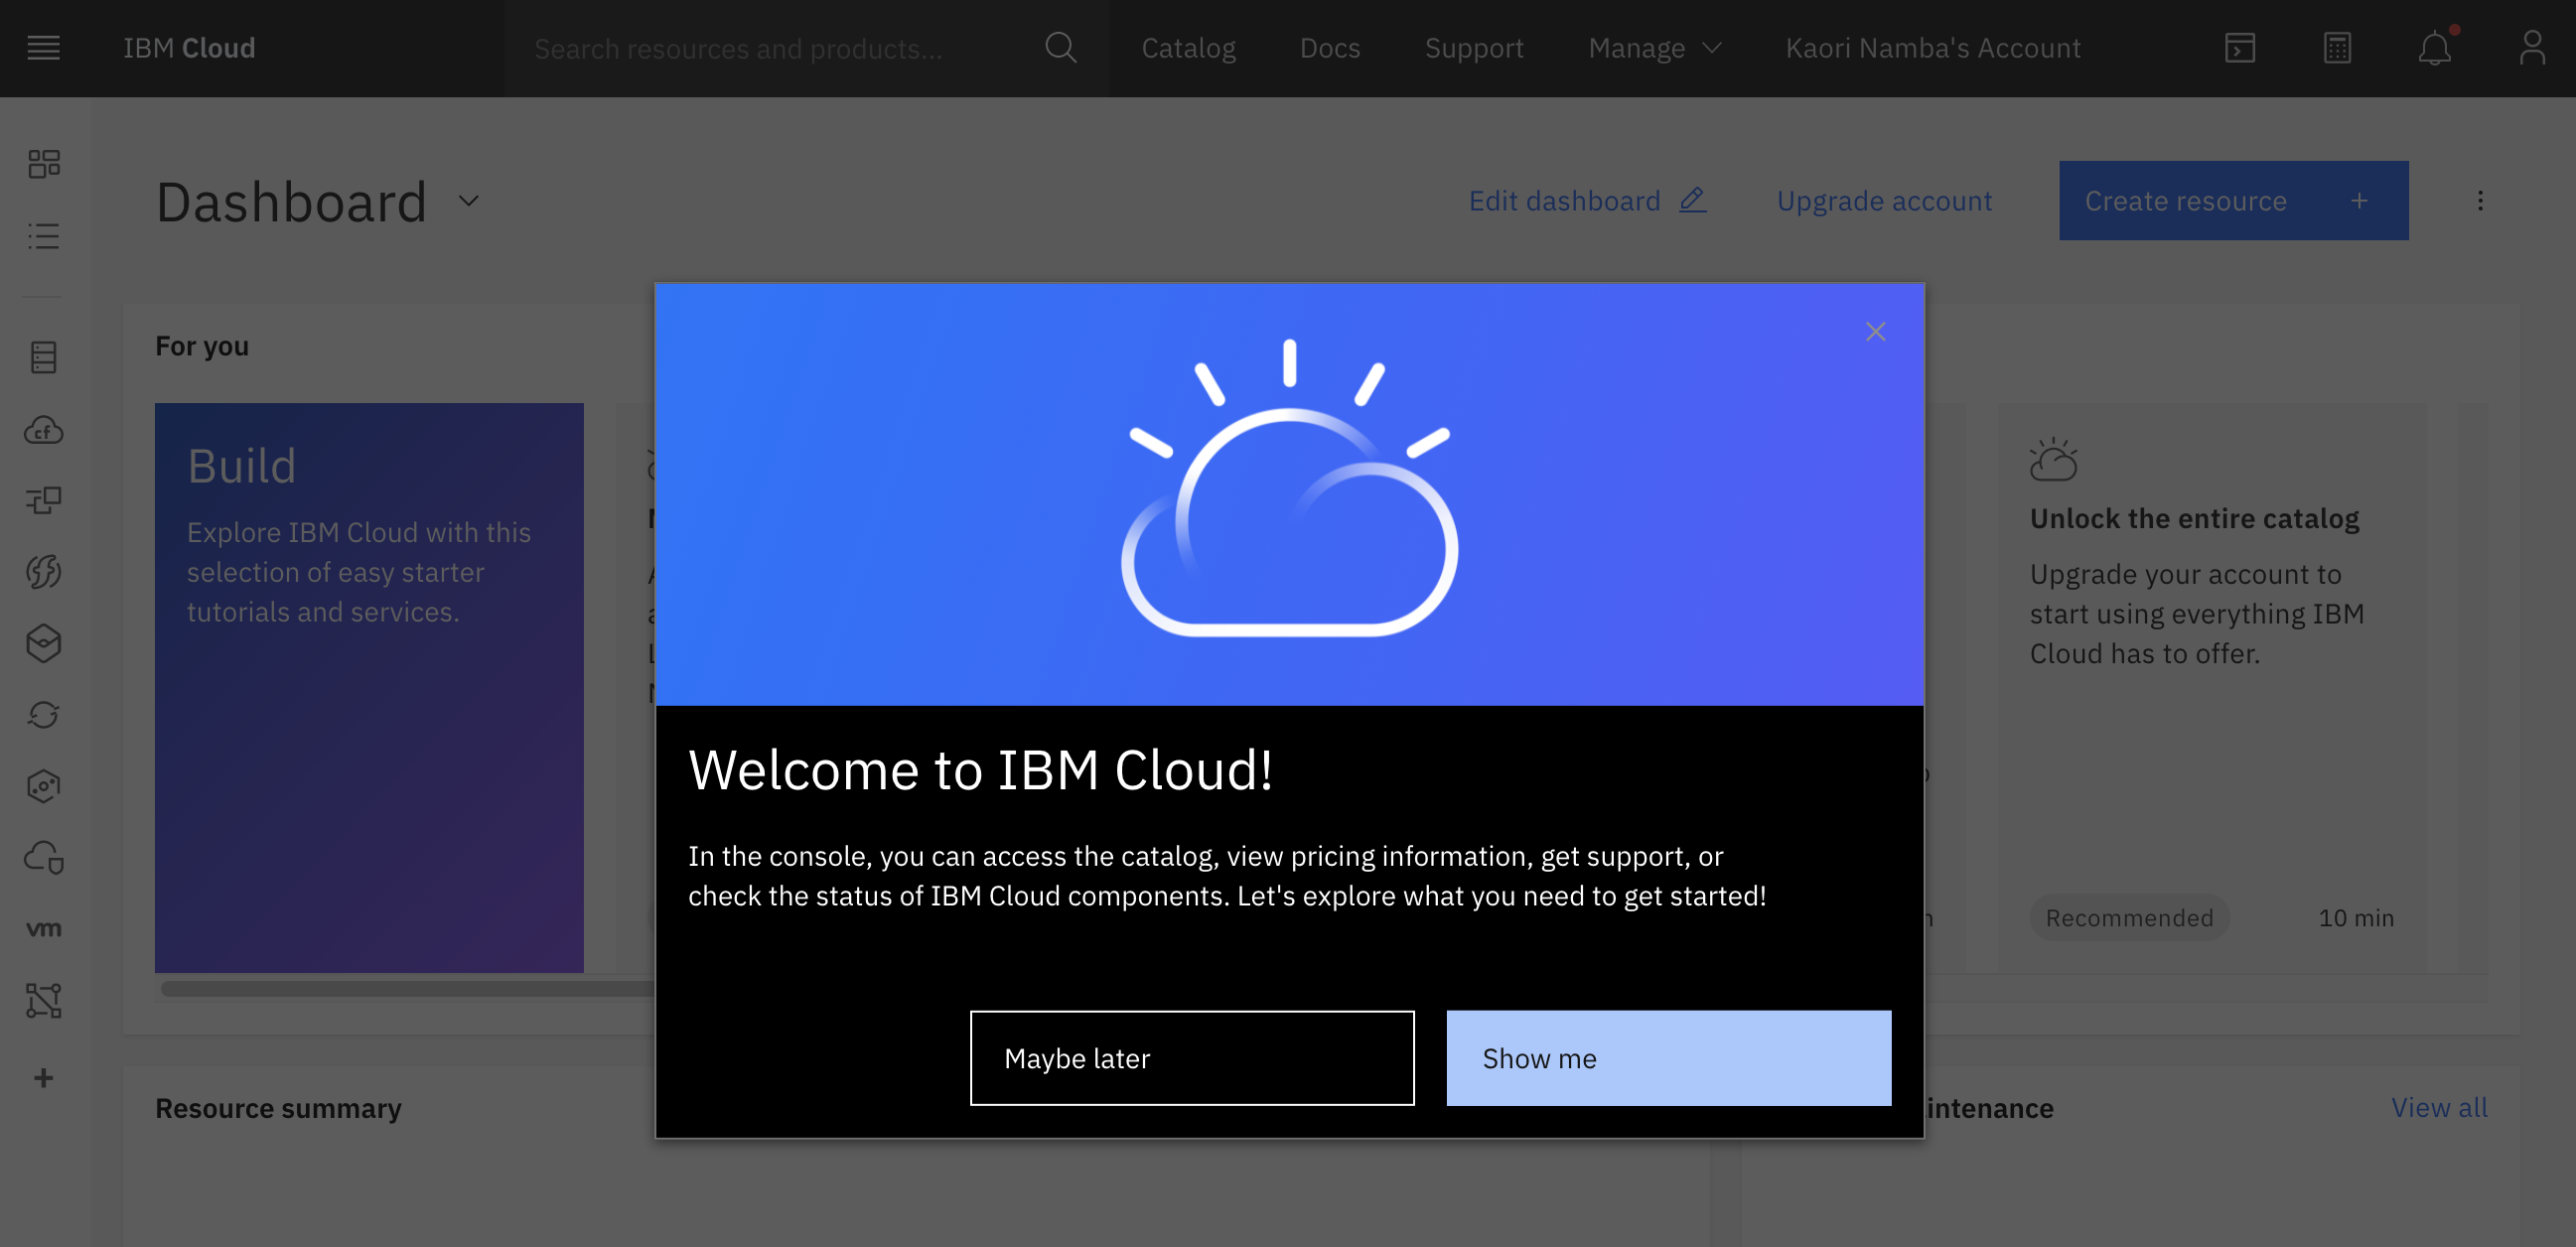 IBM Cloud
Search resources and products...
Catalog
Docs
Support
Manage
Kaori Namba's Account
Dashboard
Edit dashboard
Upgrade account
Create resource
For you
Build
Explore IBM Cloud with this
selection of easy starter
tutorials and services.
Welcome to IBM Cloud!
In the console, you can access the catalog, view pricing information, get support, or
check the status of IBM Cloud components. Let's explore what you need to get started!
Maybe later
Show me
Unlock the entire catalog
Upgrade your account to
start using everything IBM
Cloud has to offer.
Recommended
10 min
cf
vm
Resource summary
intenance
View all